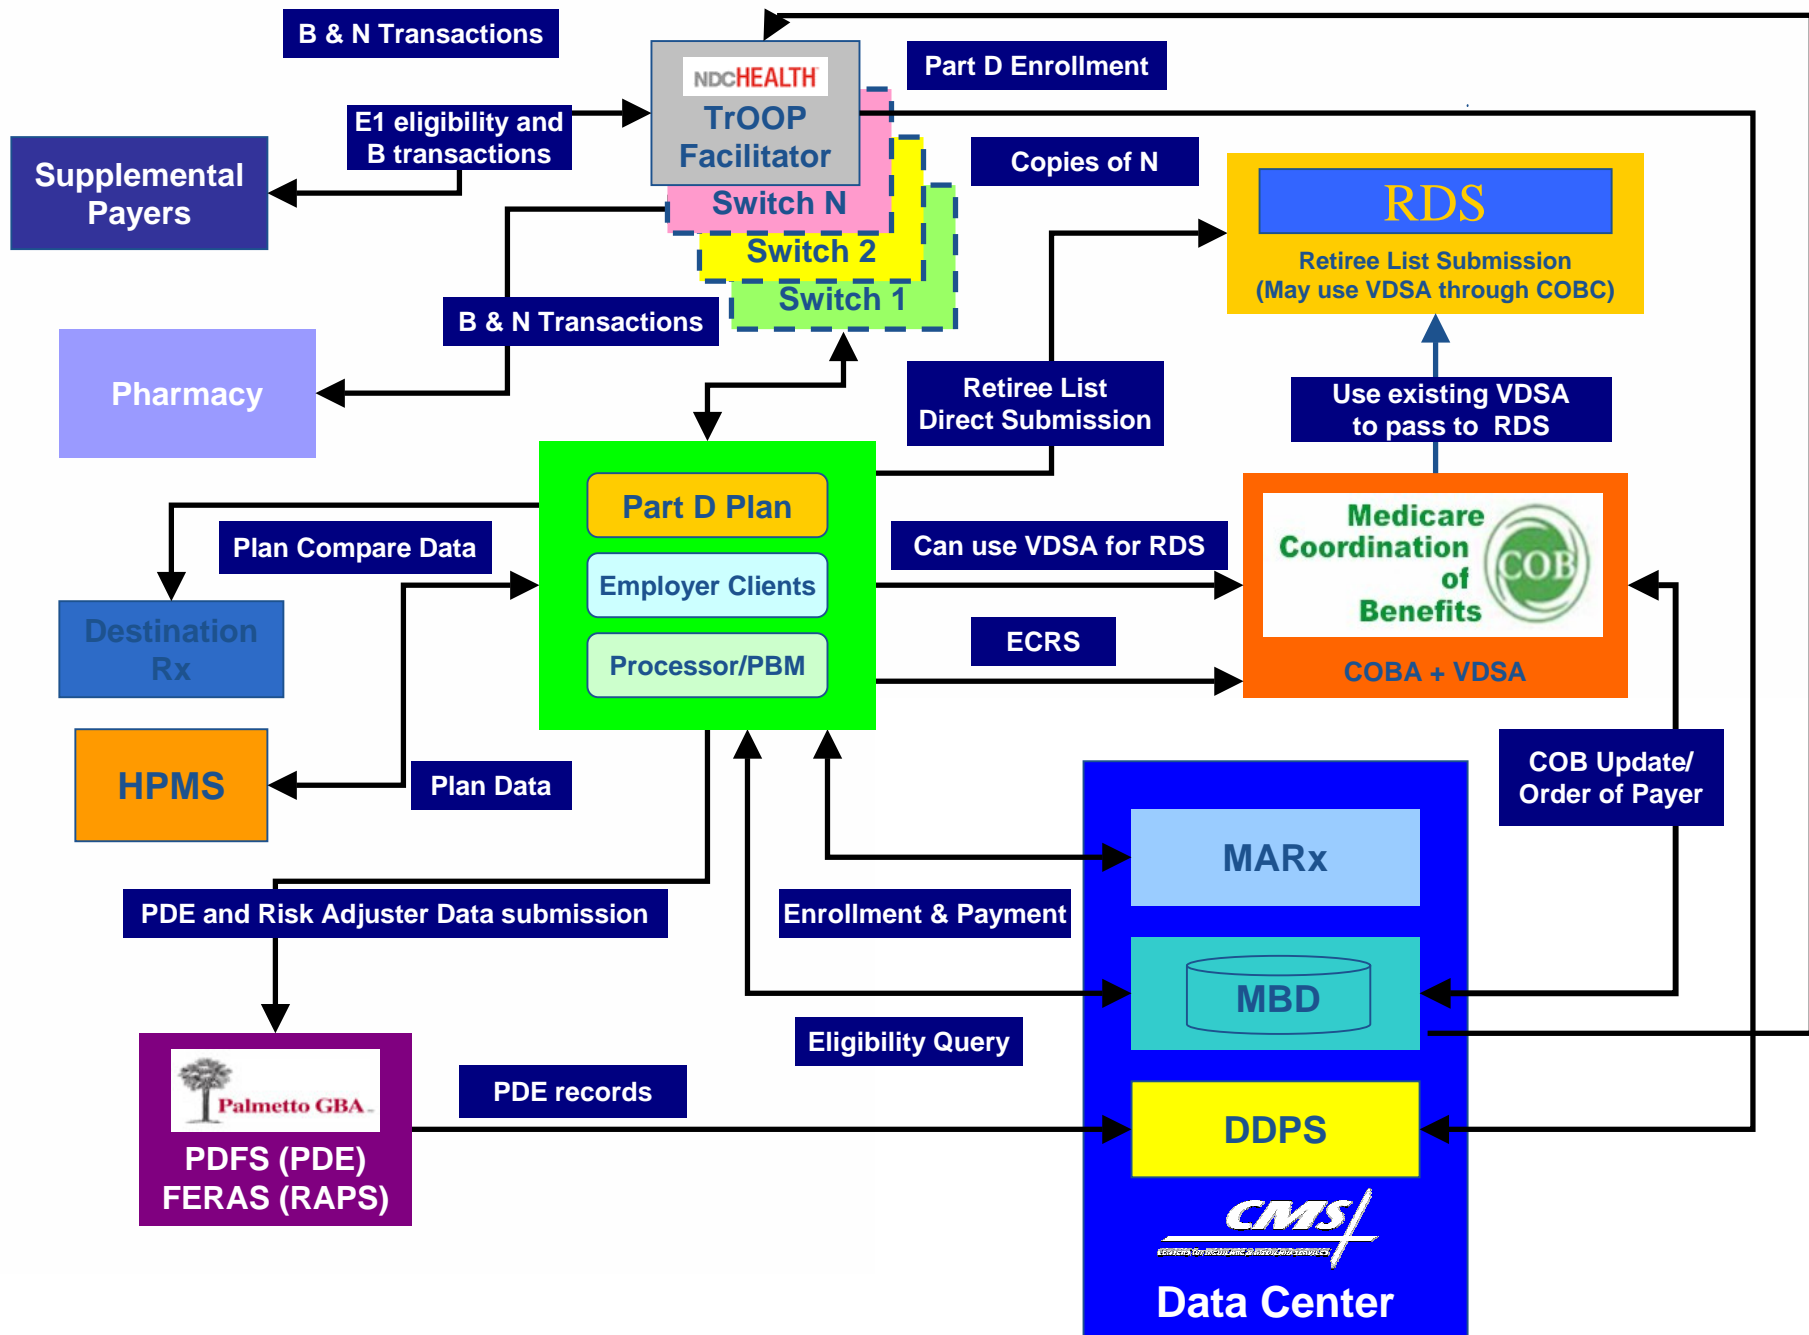 B & N Transactions
NDCHEALTH
TrOOP
Facilitator
Part D Enrollment
E1 eligibility and
B transactions
Supplemental
Payers
Copies of N
Switch N
Switch 2
Switch 1
RDS
Retiree List Submission
(May use VDSA through COBC)
B & N Transactions
Pharmacy
Retiree List
Direct Submission
Use existing VDSA
to pass to RDS
Part D Plan
Employer Clients
Processor/PBM
Plan Compare Data
Can use VDSA for RDS
Medicare
Coordination
of
Benefits
COB
COBA + VDSA
ECRS
Destination
Rx
HPMS
Plan Data
COB Update/
Order of Payer
MARx
PDE and Risk Adjuster Data submission
Enrollment & Payment
MBD
Eligibility Query
Palmetto GBA
PDFS (PDE)
FERAS (RAPS)
PDE records
DDPS
CMS
CENTERS for MEDICARE & MEDICAID SERVICES
Data Center